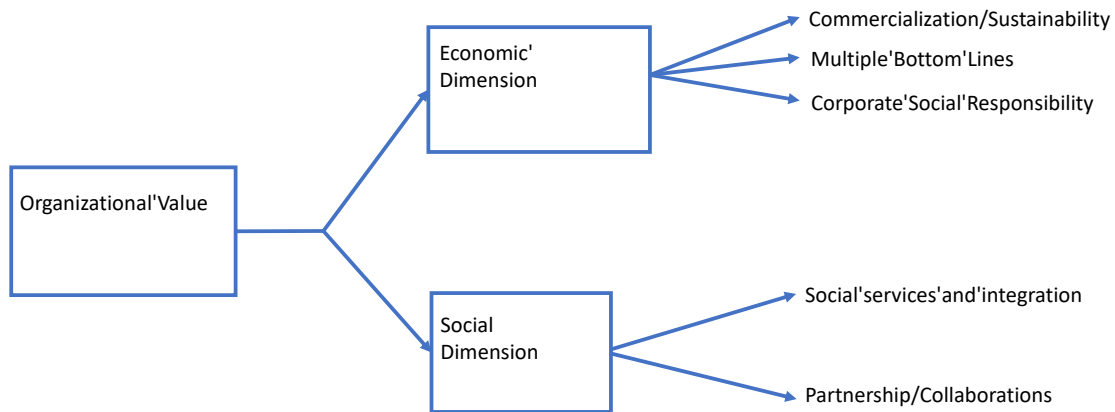 Commercialization/Sustainability
Economic'
Dimension
Multiple'Bottom'Lines
Corporate'Social'Responsibility
Organizational'Value
Social'services'and'integration
Social
Dimension
Partnership/Collaborations